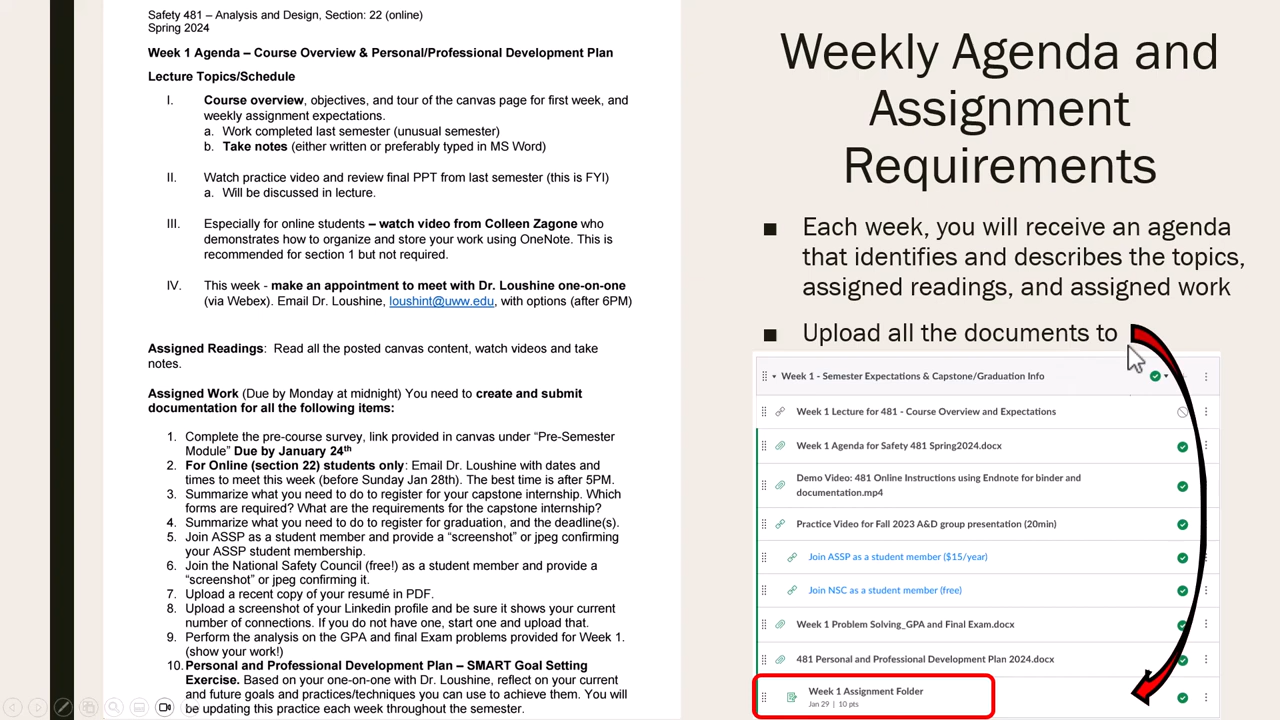 Safety 481 – Analysis and Design, Section: 22 (online)
Spring 2024
Week 1 Agenda – Course Overview & Personal/Professional Development Plan
Lecture Topics/Schedule
I. Course overview, objectives, and tour of the canvas page for first week, and
weekly assignment expectations.
a. Work completed last semester (unusual semester)
b. Take notes (either written or preferably typed in MS Word)
II. Watch practice video and review final PPT from last semester (this is FYI)
a. Will be discussed in lecture.
III. Especially for online students – watch video from Colleen Zagone who
demonstrates how to organize and store your work using OneNote. This is
recommended for section 1 but not required.
IV. This week - make an appointment to meet with Dr. Loushine one-on-one
(via Webex). Email Dr. Loushine, loushint@uww.edu, with options (after 6PM)
Assigned Readings: Read all the posted canvas content, watch videos and take
notes.
Assigned Work (Due by Monday at midnight) You need to create and submit
documentation for all the following items:
1. Complete the pre-course survey, link provided in canvas under “Pre-Semester
Module” Due by January 24th
2. For Online (section 22) students only: Email Dr. Loushine with dates and
times to meet this week (before Sunday Jan 28th). The best time is after 5PM.
3. Summarize what you need to do to register for your capstone internship. Which
forms are required? What are the requirements for the capstone internship?
4. Summarize what you need to do to register for graduation, and the deadline(s).
5. Join ASSP as a student member and provide a “screenshot” or jpeg confirming
your ASSP student membership.
6. Join the National Safety Council (free!) as a student member and provide a
“screenshot” or jpeg confirming it.
7. Upload a recent copy of your resumé in PDF.
8. Upload a screenshot of your Linkedin profile and be sure it shows your current
number of connections. If you do not have one, start one and upload that.
9. Perform the analysis on the GPA and final Exam problems provided for Week 1.
(show your work!)
10. Personal and Professional Development Plan – SMART Goal Setting
Exercise. Based on your one-on-one with Dr. Loushine, reflect on your current
and future goals and practices/techniques you can use to achieve them. You will
be updating this practice each week throughout the semester.
Weekly Agenda and
Assignment
Requirements
■ Each week, you will receive an agenda
that identifies and describes the topics,
assigned readings, and assigned work
■ Upload all the documents to
Week 1 - Semester Expectations & Capstone/Graduation Info
Week 1 Lecture for 481 - Course Overview and Expectations
Week 1 Agenda for Safety 481 Spring2024.docx
Demo Video: 481 Online Instructions using Endnote for binder and
documentation.mp4
Practice Video for Fall 2023 A&D group presentation (20min)
Join ASSP as a student member ($15/year)
Join NSC as a student member (free)
Week 1 Problem Solving_GPA and Final Exam.docx
481 Personal and Professional Development Plan 2024.docx
Week 1 Assignment Folder
Jan 29 | 10 pts